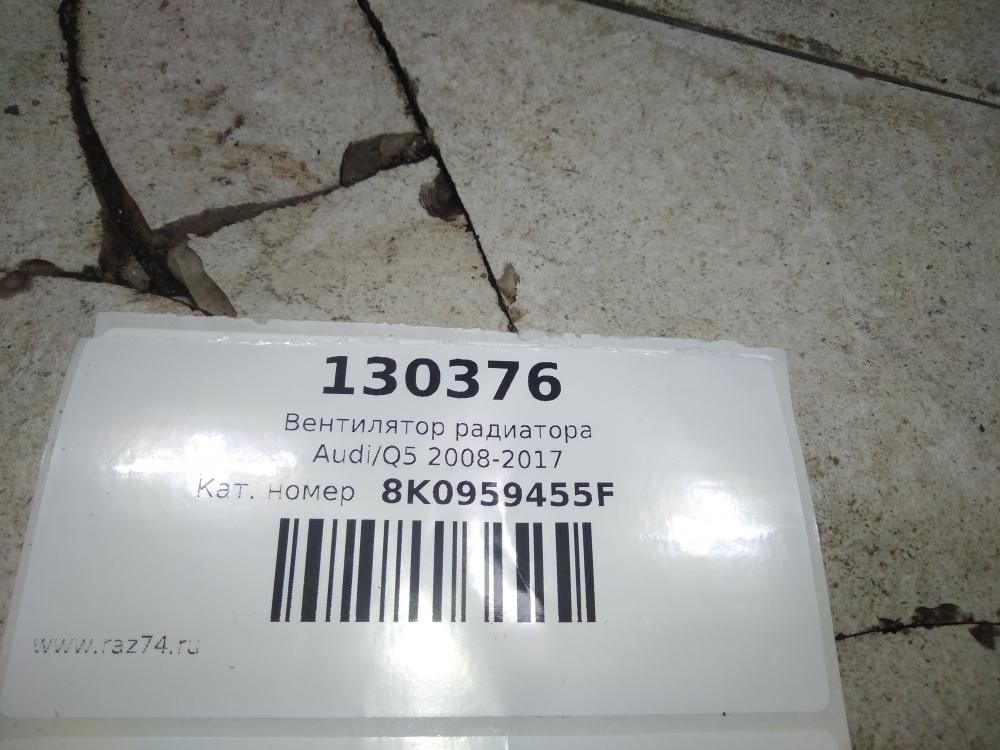 130376
Вентилятор радиатора
Audi/Q5 2008-2017
Кат. номер 8K0959455F
www.raz74.ru